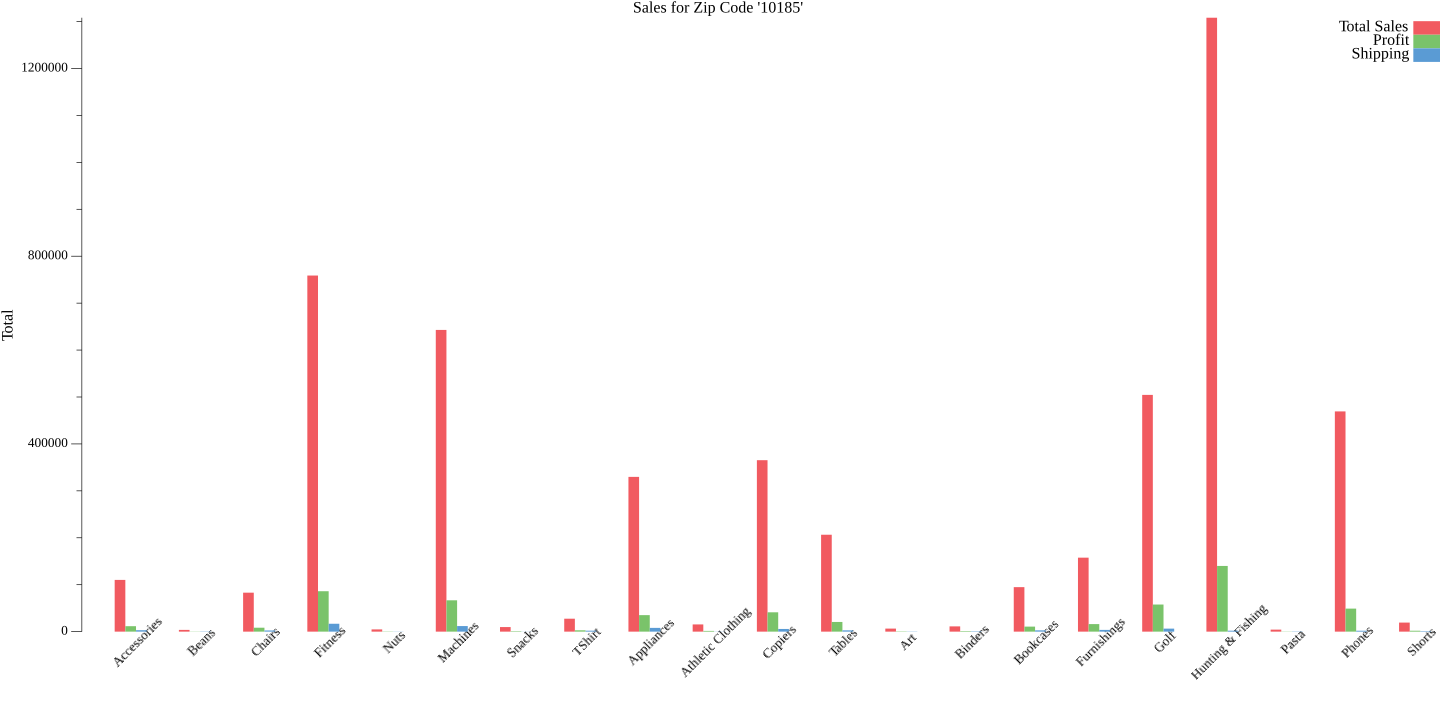 Sales for Zip Code '10185'
Total Sales
Profit
Shipping
1200000
800000
400000
0
Total
Accessories
Beans
Chairs
Fitness
Nuts
Machines
Snacks
TShirt
Appliances
Athletic Clothing
Copiers
Tables
Art
Binders
Bookcases
Furnishings
Golf
Hunting & Fishing
Pasta
Phones
Shorts